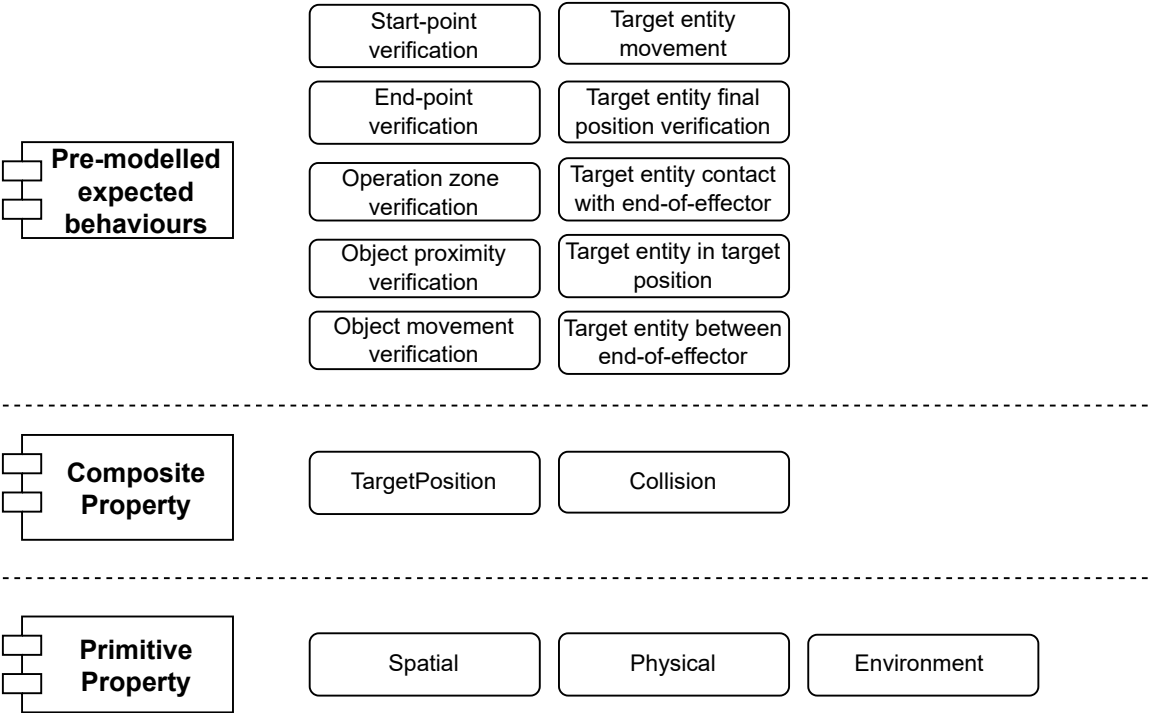 Pre-modelled
expected
behaviours
Start-point
verification
Target entity
movement
End-point
verification
Target entity final
position verification
Operation zone
verification
Target entity contact
with end-of-effector
Object proximity
verification
Target entity in target
position
Object movement
verification
Target entity between
end-of-effector
Composite
Property
TargetPosition
Collision
Primitive
Property
Spatial
Physical
Environment